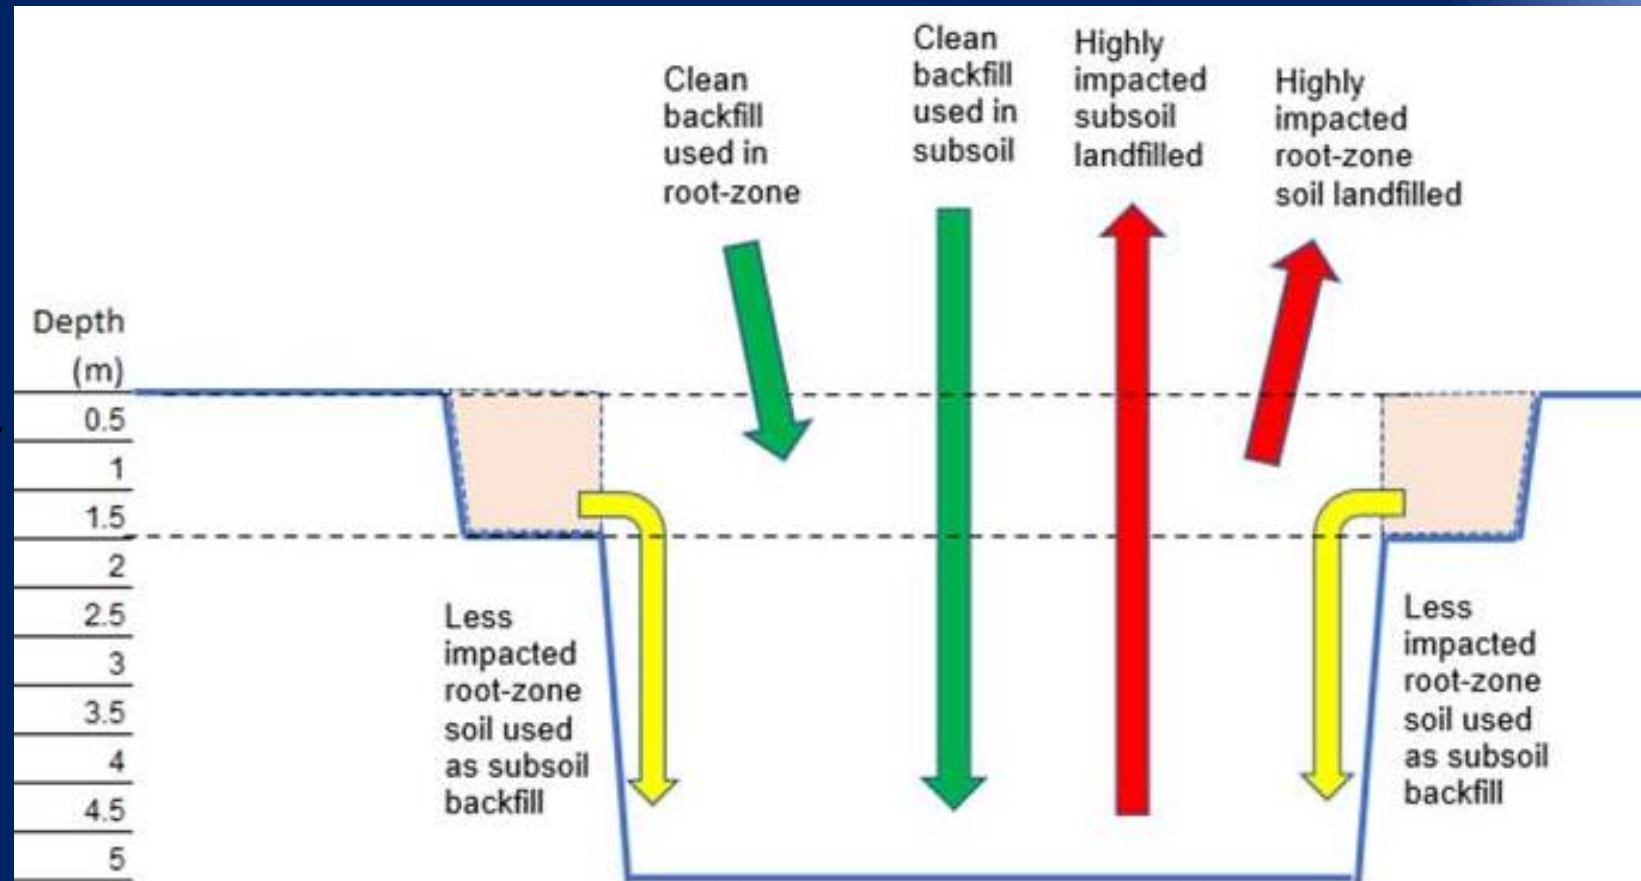 Clean
backfill
used in
root-zone
Clean
backfill
used in
subsoil
Highly
impacted
subsoil
landfilled
Highly
impacted
root-zone
soil landfilled
Depth
(m)
0.5
1
1.5
2
2.5
3
3.5
4
4.5
5
Less
impacted
root-zone
soil used
as subsoil
backfill
Less
impacted
root-zone
soil used
as subsoil
backfill